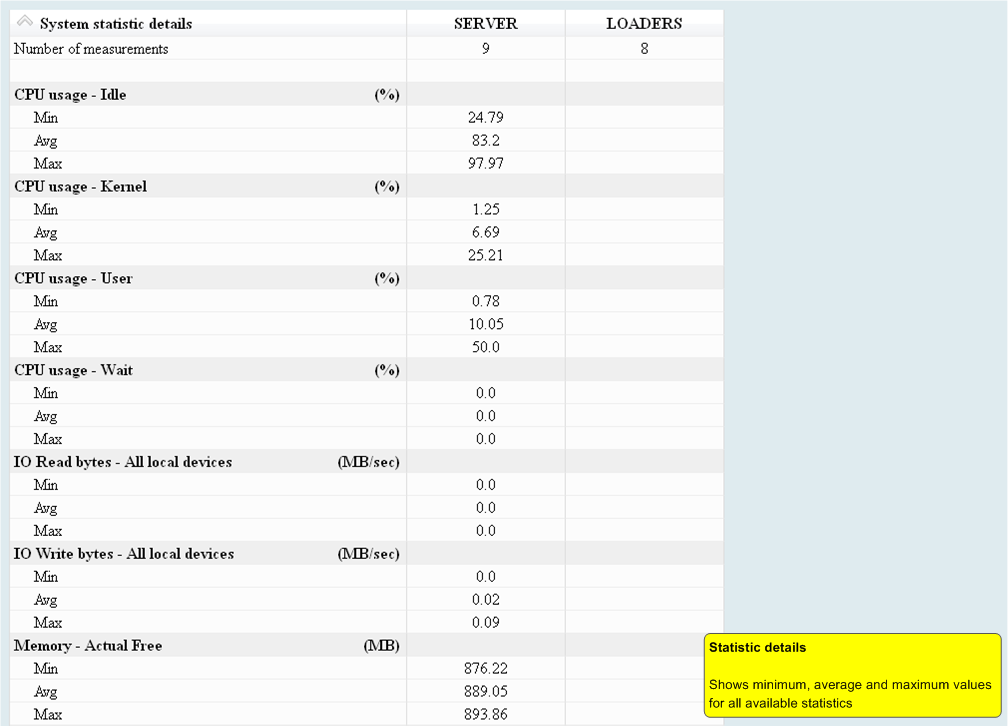 System statistic details SERVER LOADERS
Number of measurements 9 8
CPU usage - Idle (%)
Min 24.79
Avg 83.2
Max 97.97
CPU usage - Kernel (%)
Min 1.25
Avg 6.69
Max 25.21
CPU usage - User (%)
Min 0.78
Avg 10.05
Max 50.0
CPU usage - Wait (%)
Min 0.0
Avg 0.0
Max 0.0
IO Read bytes - All local devices (MB/sec)
Min 0.0
Avg 0.0
Max 0.0
IO Write bytes - All local devices (MB/sec)
Min 0.0
Avg 0.02
Max 0.09
Memory - Actual Free (MB)
Min 876.22
Avg 889.05
Max 893.86
Statistic details
Shows minimum, average and maximum values
for all available statistics